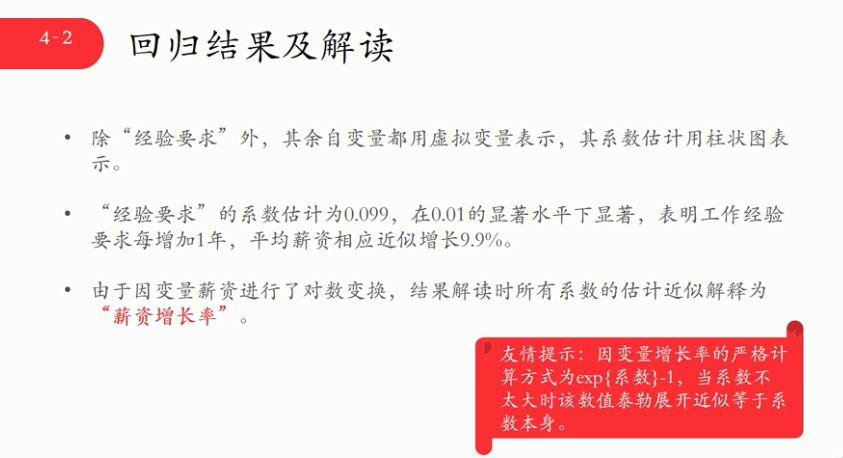 4-2
回归结果及解读
• 除“经验要求”外，其余自变量都用虚拟变量表示，其系数估计用柱状图表
示。
• “经验要求”的系数估计为0.099，在0.01的显著水平下显著，表明工作经验
要求每增加1年，平均薪资相应近似增长9.9%。
• 由于因变量薪资进行了对数变换，结果解读时所有系数的估计近似解释为
“薪资增长率”。
友情提示：因变量增长率的严格计
算方式为exp{系数}-1，当系数不
太大时该数值泰勒展开近似等于系
数本身。